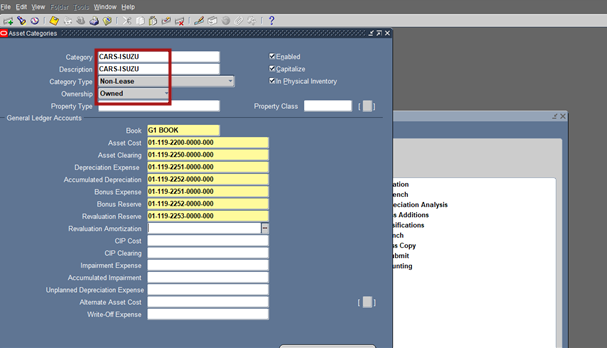 File Edit View Folder Tools Window Help
Asset Categories
Category CARS-ISUZU Enabled
Description CARS-ISUZU Capitalize
Category Type Non-Lease In Physical Inventory
Ownership Owned
Property Type Property Class [ ]
General Ledger Accounts
Book G1 BOOK
Asset Cost 01-119-2200-0000-000
Asset Clearing 01-119-2250-0000-000
Depreciation Expense 01-119-2251-0000-000
Accumulated Depreciation 01-119-2252-0000-000
Bonus Expense 01-119-2251-0000-000
Bonus Reserve 01-119-2252-0000-000
Revaluation Reserve 01-119-2253-0000-000
Revaluation Amortization
CIP Cost
CIP Clearing
Impairment Expense
Accumulated Impairment
Unplanned Depreciation Expense
Alternate Asset Cost [ ]
Write-Off Expense
ation
ench
eciation Analysis
s Additions
sifications
nch
s Copy
ubmit
unting